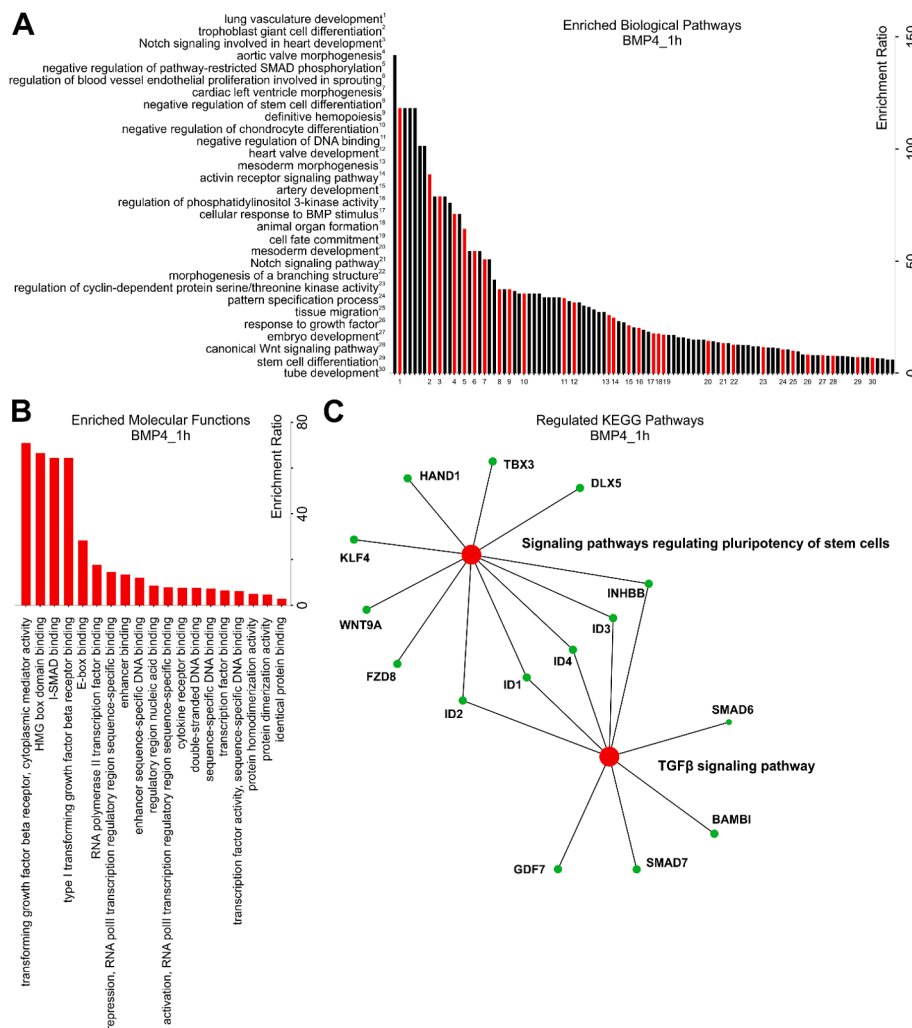 A
lung vasculature development1
trophoblast giant cell differentiation2
Notch signaling involved in heart development3
aortic valve morphogenesis4
negative regulation of pathway-restricted SMAD phosphorylation5
regulation of blood vessel endothelial proliferation involved in sprouting6
cardiac left ventricle morphogenesis7
negative regulation of stem cell differentiation8
definitive hemopoiesis9
negative regulation of chondrocyte differentiation10
negative regulation of DNA binding11
heart valve development12
mesoderm morphogenesis13
activin receptor signaling pathway14
artery development15
regulation of phosphatidylinositol 3-kinase activity16
cellular response to BMP stimulus17
animal organ formation18
cell fate commitment19
mesoderm development20
Notch signaling pathway21
morphogenesis of a branching structure22
regulation of cyclin-dependent protein serine/threonine kinase activity23
pattern specification process24
tissue migration25
response to growth factor26
embryo development27
canonical Wnt signaling pathway28
stem cell differentiation29
tube development30
Enriched Biological Pathways
BMP4_1h
Enrichment Ratio
150
100
50
0
1 2 3 4 5 6 7 8 9 10 11 12 13 14 15 16 17 18 19 20 21 22 23 24 25 26 27 28 29 30
B
Enriched Molecular Functions
BMP4_1h
Enrichment Ratio
80
40
0
transforming growth factor beta receptor, cytoplasmic mediator activity
HMG box domain binding
I-SMAD binding
type I transforming growth factor beta receptor binding
E-box binding
RNA polymerase II transcription factor binding
repression, RNA polII transcription regulatory region sequence-specific binding
enhancer binding
enhancer sequence-specific DNA binding
regulatory region nucleic acid binding
activation, RNA polII transcription regulatory region sequence-specific binding
cytokine receptor binding
double-stranded DNA binding
sequence-specific DNA binding
transcription factor binding
transcription factor activity, sequence-specific DNA binding
protein homodimerization activity
protein dimerization activity
identical protein binding
C
Regulated KEGG Pathways
BMP4_1h
TBX3
HAND1
DLX5
Signaling pathways regulating pluripotency of stem cells
KLF4
INHBB
WNT9A
ID3
ID4
FZD8
ID1
ID2
SMAD6
TGFβ signaling pathway
BAMBI
GDF7
SMAD7